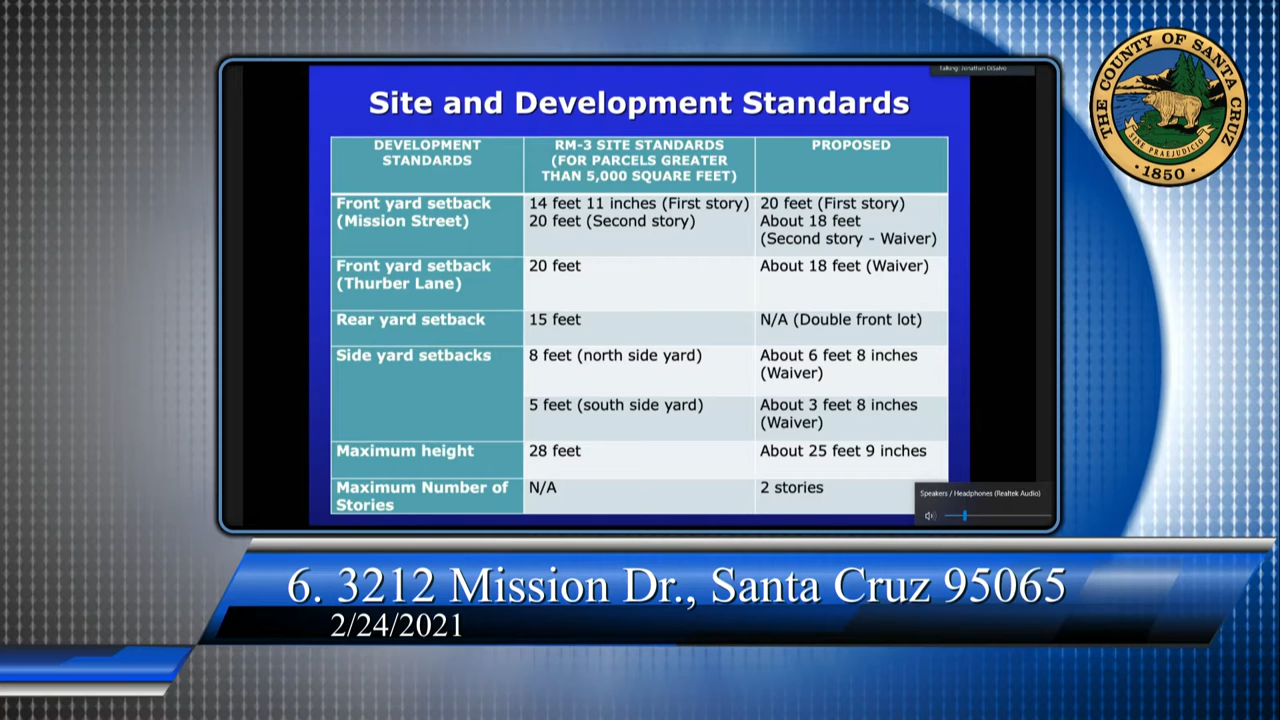 Talking: Jonathan DiSalvo
Site and Development Standards
DEVELOPMENT
STANDARDS
RM-3 SITE STANDARDS
(FOR PARCELS GREATER
THAN 5,000 SQUARE FEET)
PROPOSED
Front yard setback
(Mission Street)
14 feet 11 inches (First story)
20 feet (Second story)
20 feet (First story)
About 18 feet
(Second story - Waiver)
Front yard setback
(Thurber Lane)
20 feet
About 18 feet (Waiver)
Rear yard setback
15 feet
N/A (Double front lot)
Side yard setbacks
8 feet (north side yard)
About 6 feet 8 inches
(Waiver)
5 feet (south side yard)
About 3 feet 8 inches
(Waiver)
Maximum height
28 feet
About 25 feet 9 inches
Maximum Number of
Stories
N/A
2 stories
Speakers / Headphones (Realtek Audio)
THE COUNTY OF SANTA CRUZ
SINE PRAEJUDICIO
· 1850 ·
6. 3212 Mission Dr., Santa Cruz 95065
2/24/2021